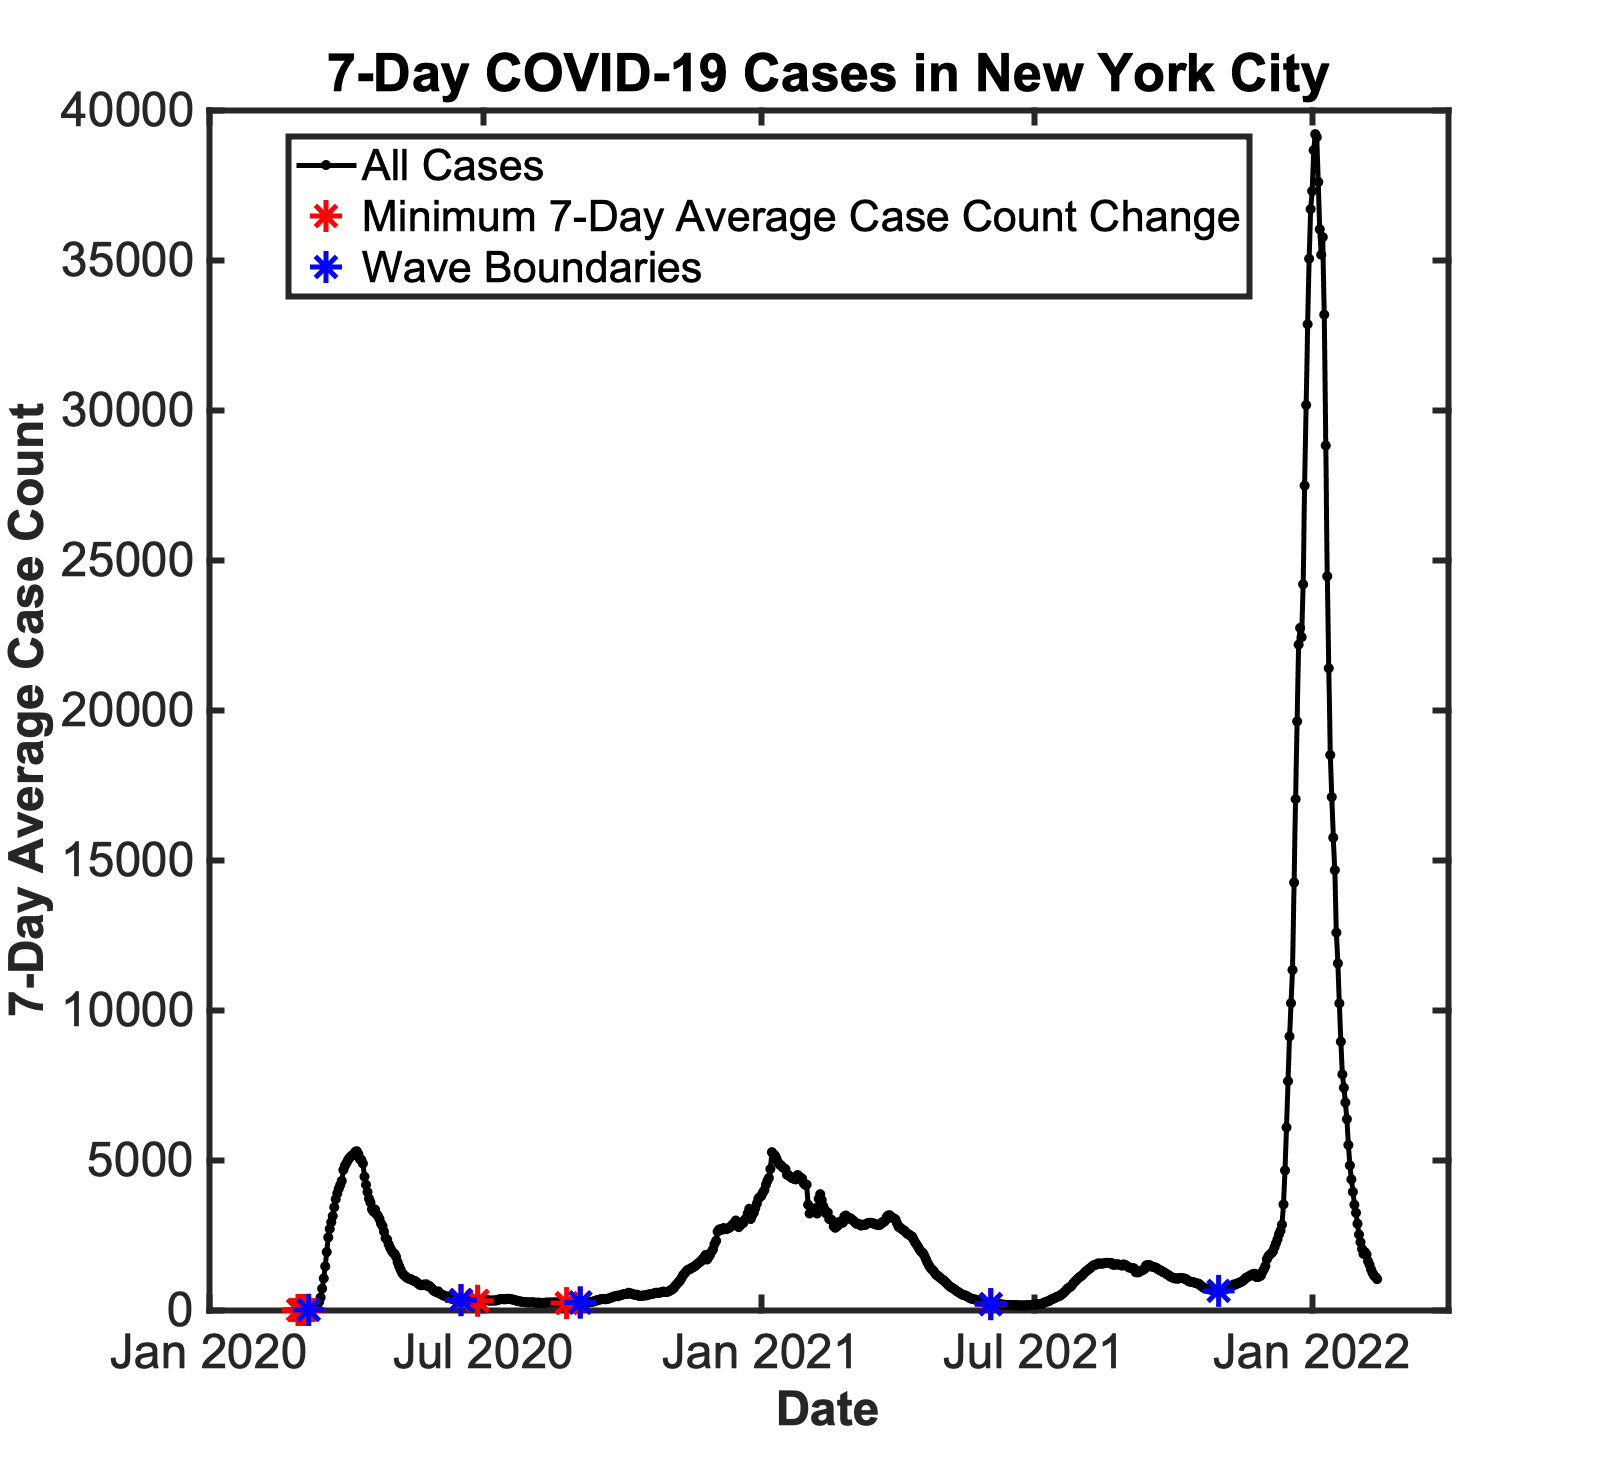 7-Day COVID-19 Cases in New York City
All Cases
Minimum 7-Day Average Case Count Change
Wave Boundaries
7-Day Average Case Count
40000
35000
30000
25000
20000
15000
10000
5000
0
Jan 2020 Jul 2020 Jan 2021 Jul 2021 Jan 2022
Date